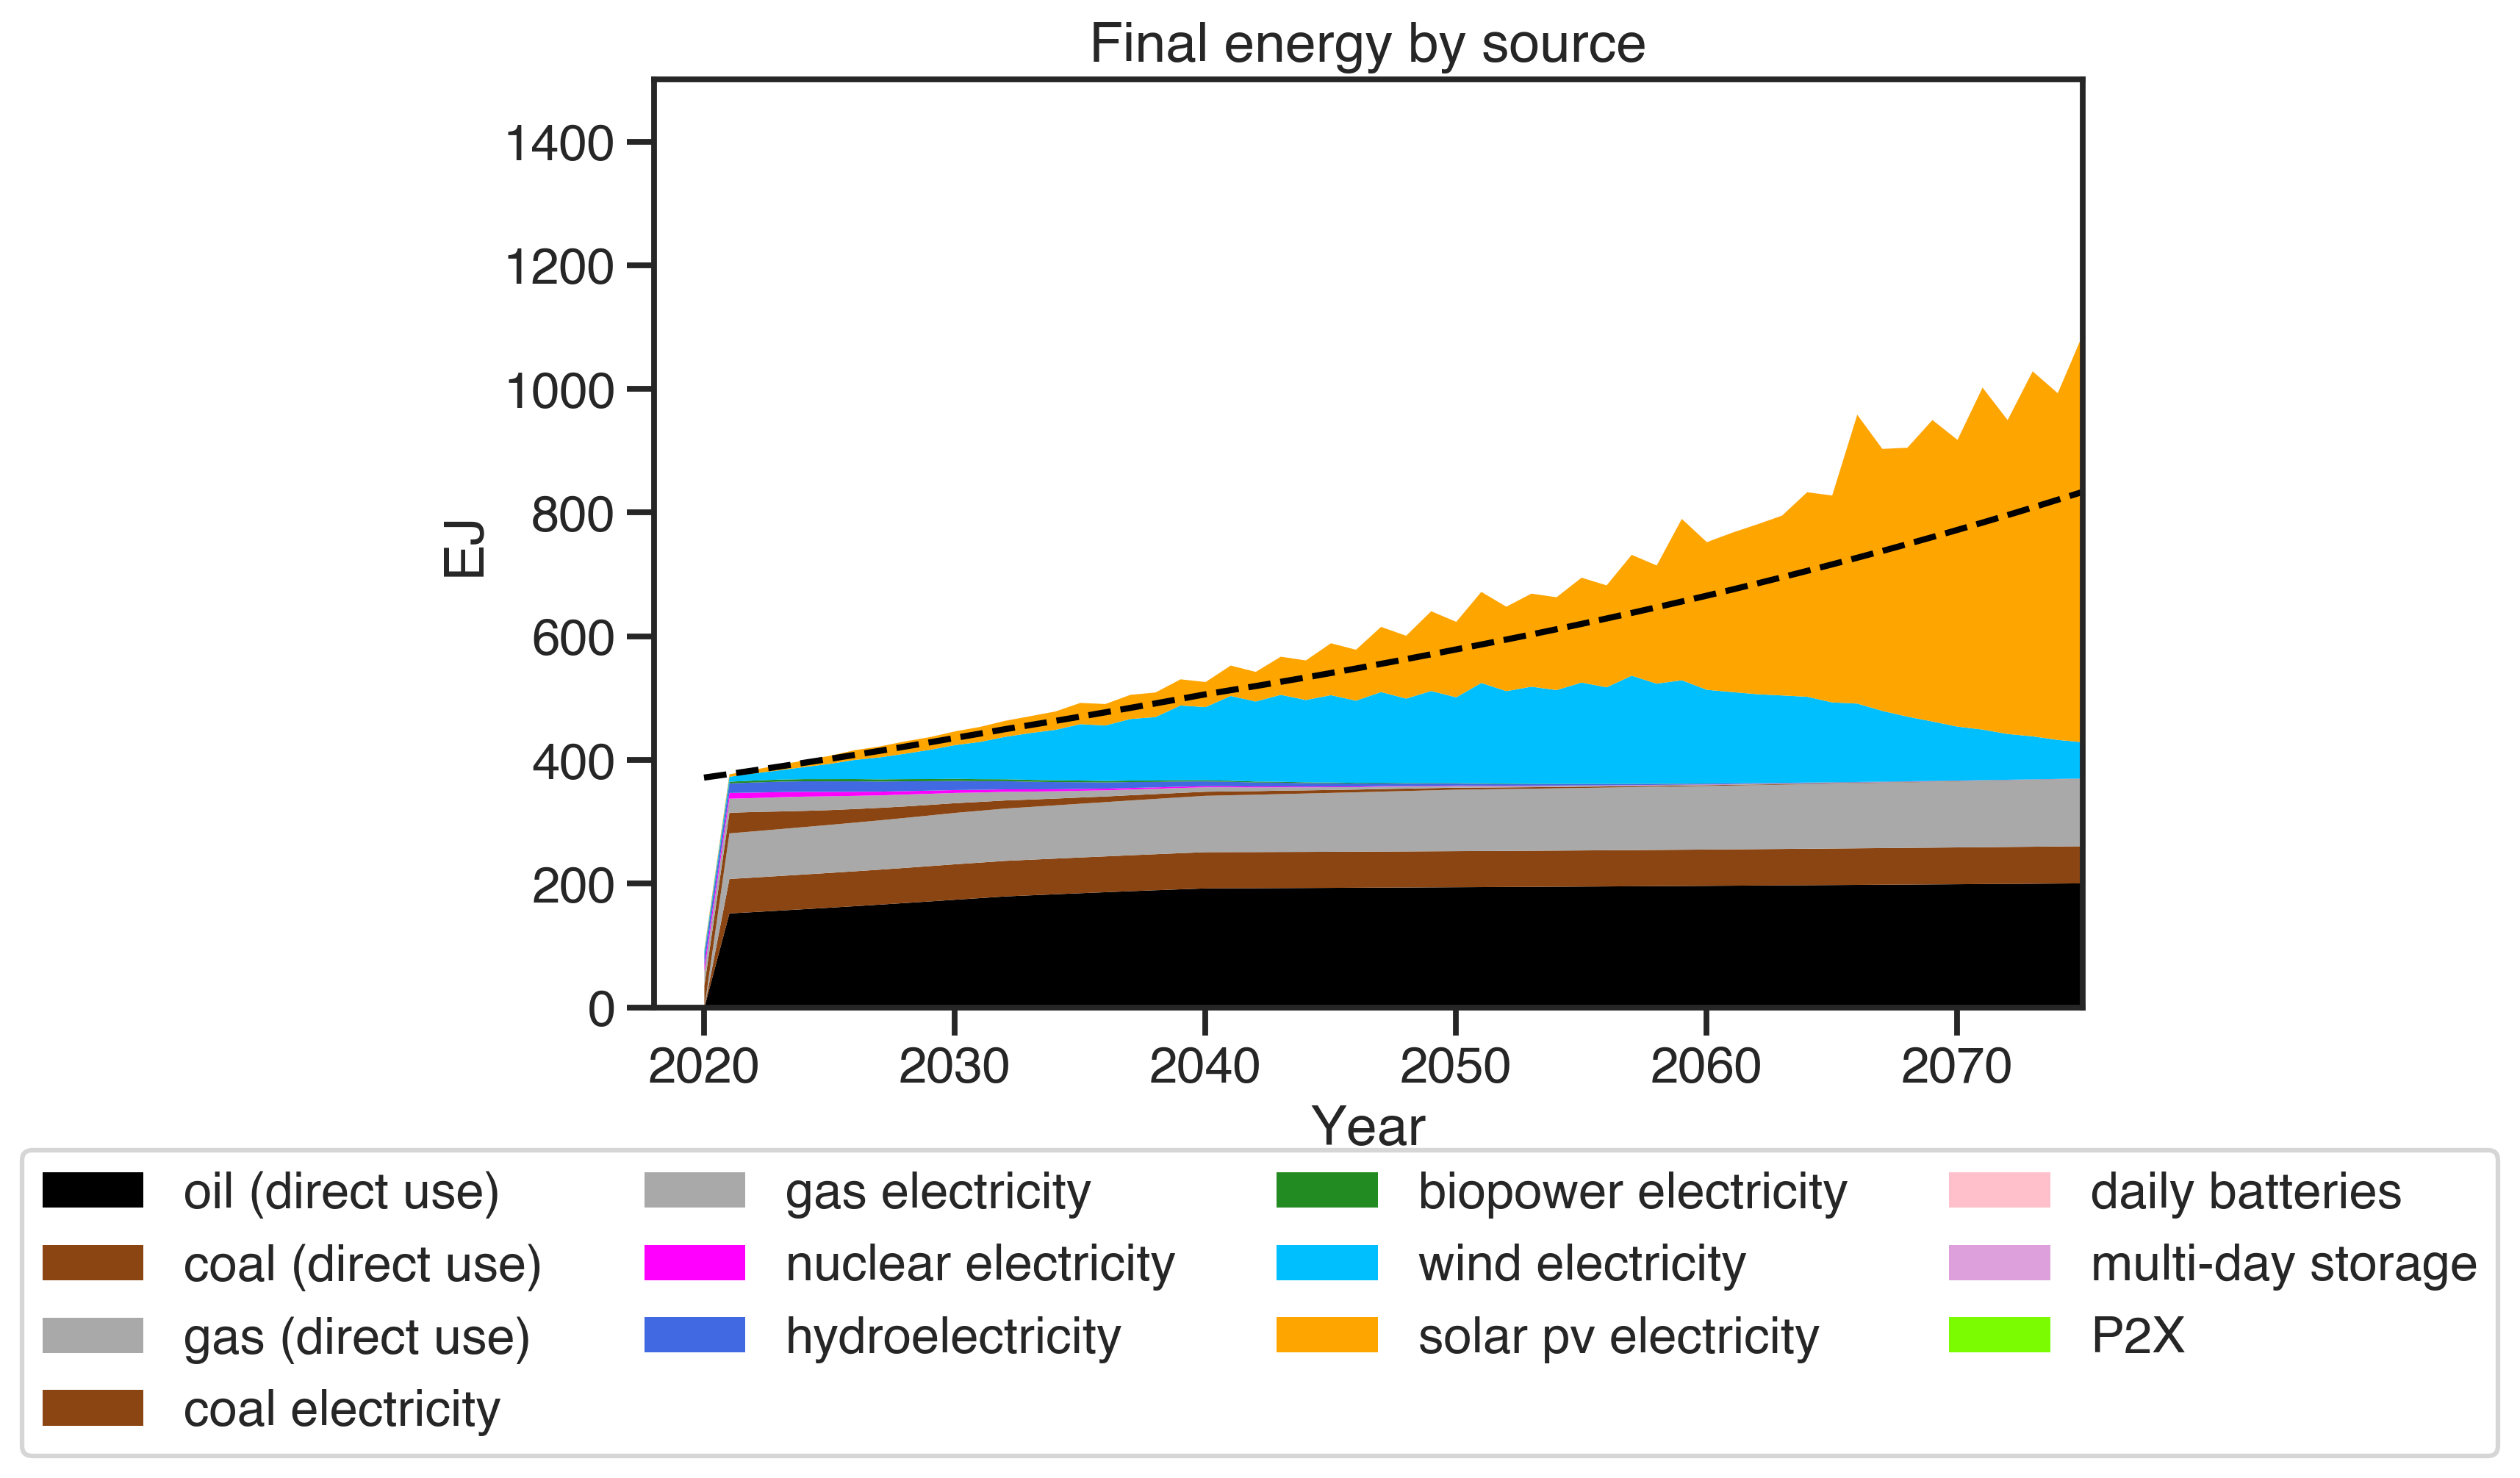 Final energy by source
1400
1200
1000
800
600
400
200
0
EJ
2020 2030 2040 2050 2060 2070
Year
oil (direct use)
coal (direct use)
gas (direct use)
coal electricity
gas electricity
nuclear electricity
hydroelectricity
biopower electricity
wind electricity
solar pv electricity
daily batteries
multi-day storage
P2X